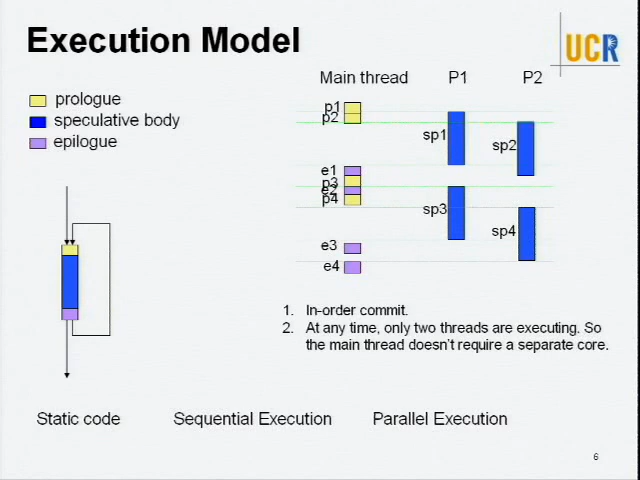 Execution Model
UCR
Main thread P1 P2
prologue
speculative body
epilogue
p1
p2
sp1
sp2
e1
p3
e2
p4
sp3
sp4
e3
e4
1. In-order commit.
2. At any time, only two threads are executing. So
the main thread doesn't require a separate core.
Static code Sequential Execution Parallel Execution
6